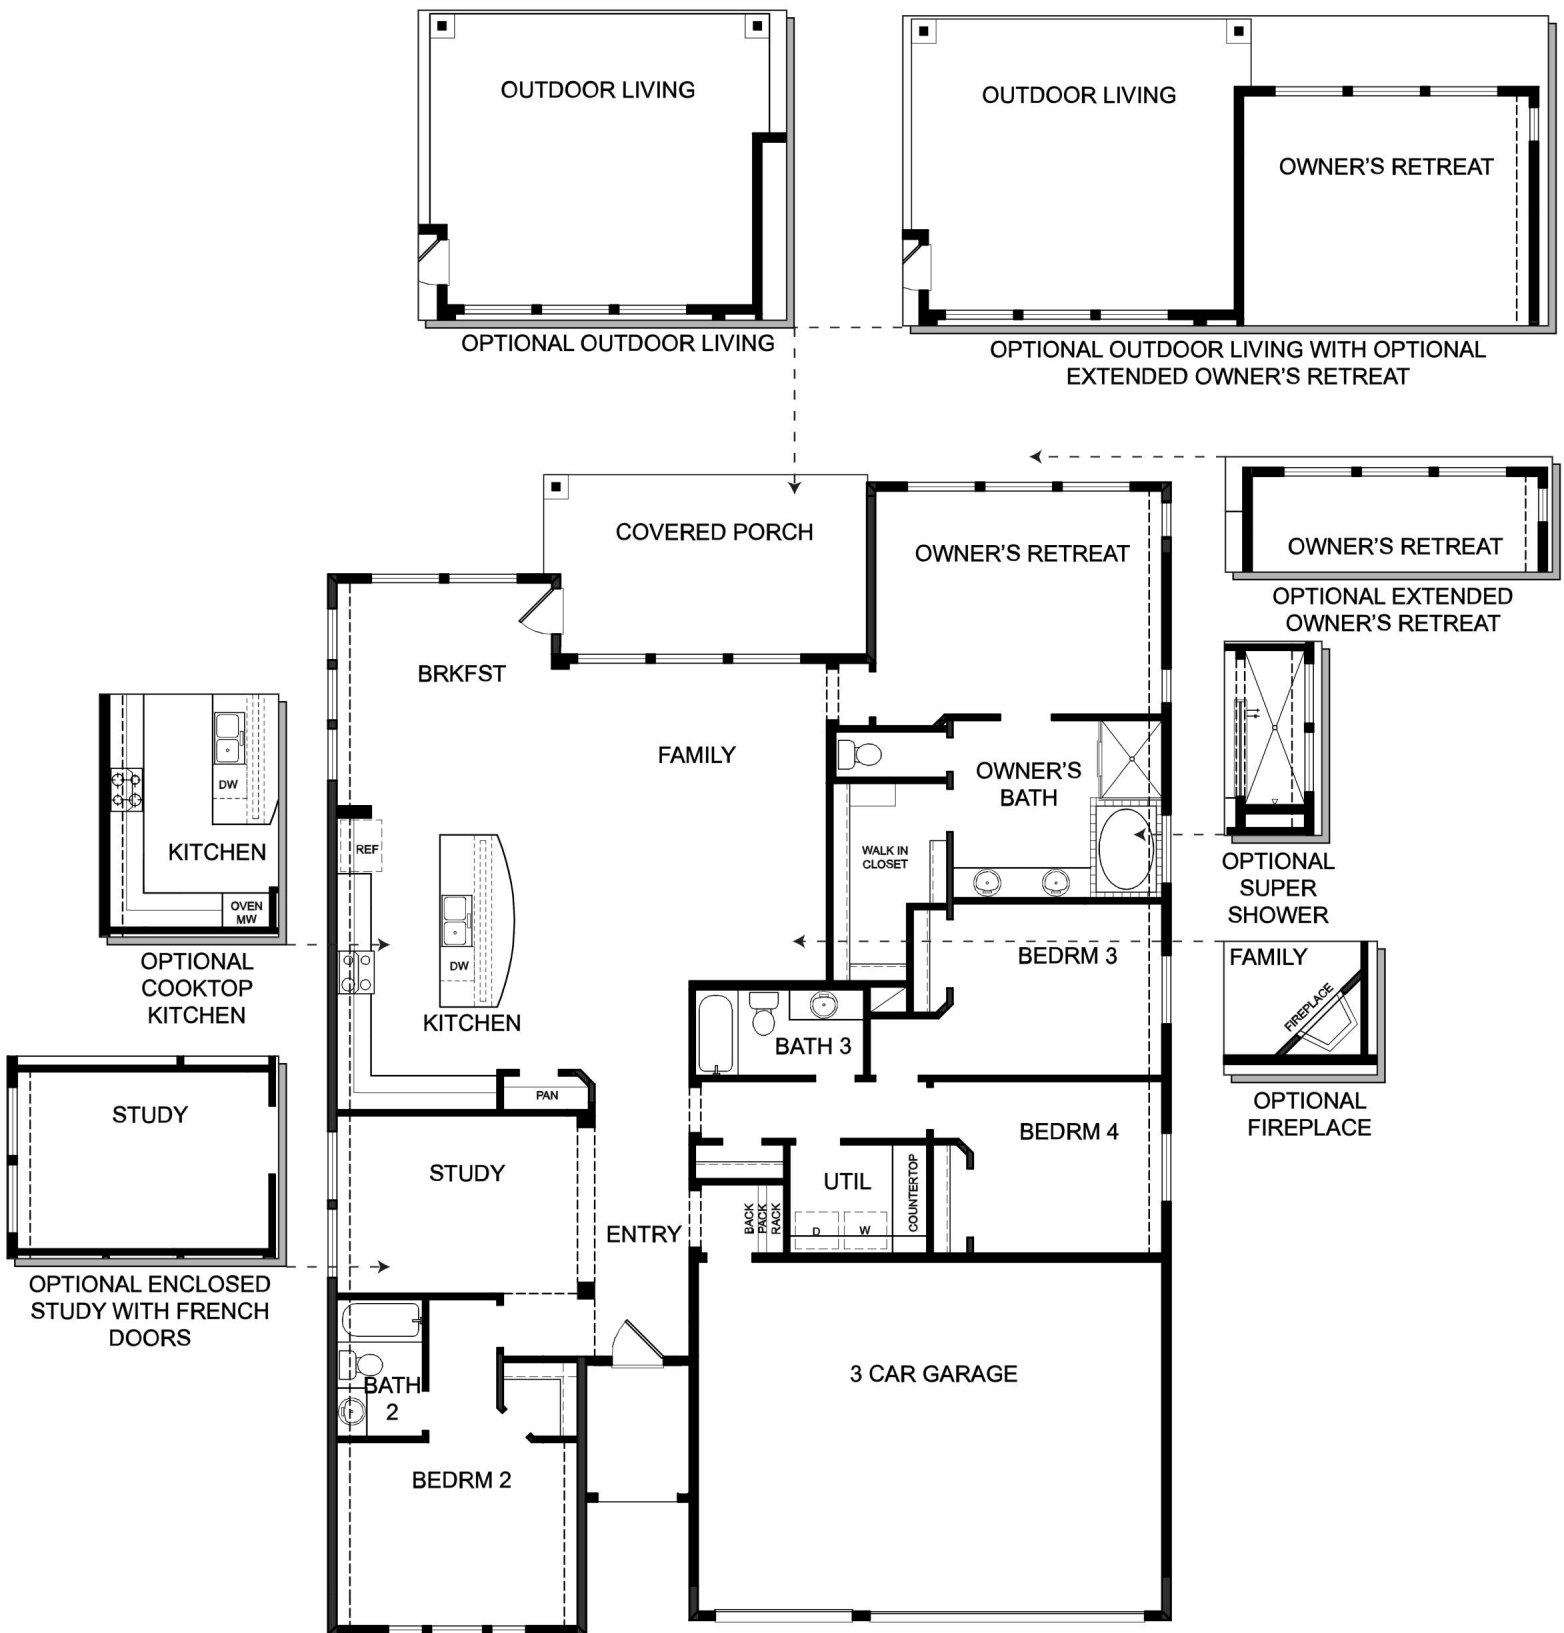 OUTDOOR LIVING
OPTIONAL OUTDOOR LIVING
OUTDOOR LIVING
OWNER'S RETREAT
OPTIONAL OUTDOOR LIVING WITH OPTIONAL
EXTENDED OWNER'S RETREAT
COVERED PORCH
OWNER'S RETREAT
OWNER'S RETREAT
OPTIONAL EXTENDED
OWNER'S RETREAT
BRKFST
FAMILY
OWNER'S
BATH
DW
KITCHEN
OVEN
MW
OPTIONAL
COOKTOP
KITCHEN
REF
WALK IN
CLOSET
OPTIONAL
SUPER
SHOWER
DW
KITCHEN
BEDRM 3
FAMILY
FIREPLACE
OPTIONAL
FIREPLACE
BATH 3
PAN
STUDY
OPTIONAL ENCLOSED
STUDY WITH FRENCH
DOORS
STUDY
BEDRM 4
UTIL
COUNTERTOP
BACK
PACK
RACK
D
W
ENTRY
BATH
2
3 CAR GARAGE
BEDRM 2